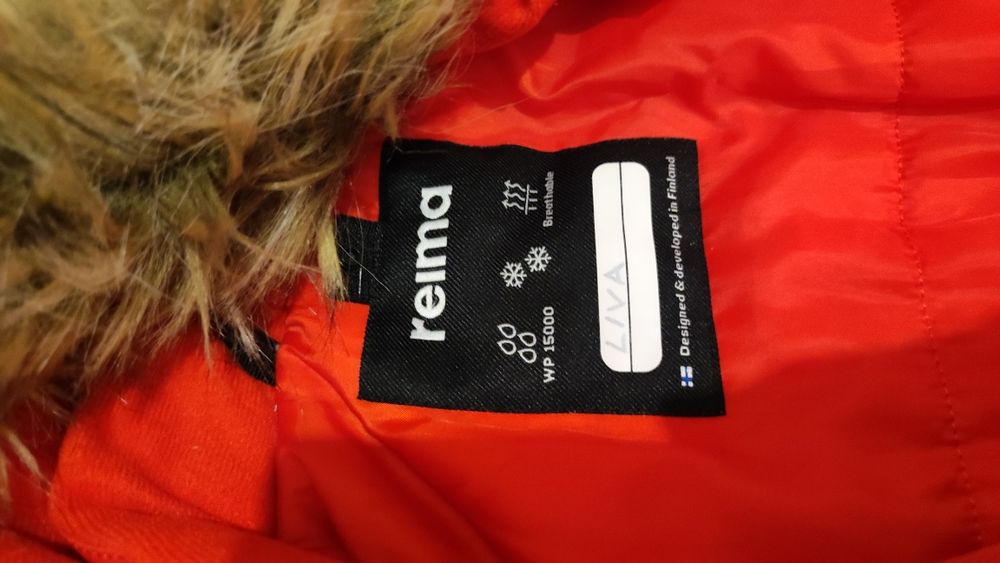 reima
WP 15000
Breathable
LIVA
Designed & developed in Finland